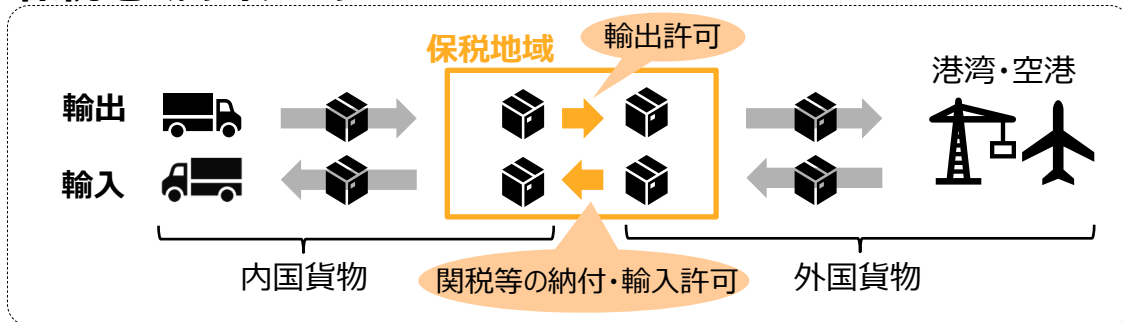 輸出許可
保税地域
港湾・空港
輸出
輸入
内国貨物
関税等の納付・輸入許可
外国貨物